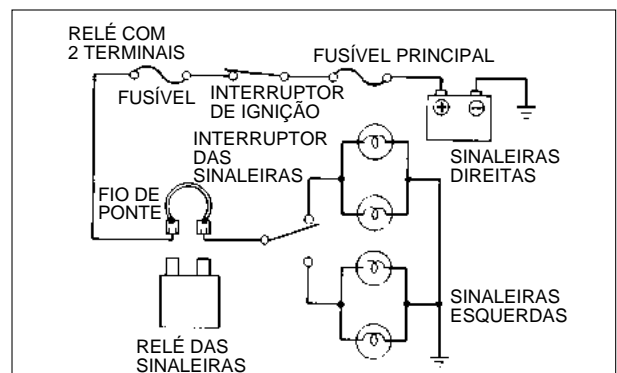 RELÉ COM
2 TERMINAIS
FUSÍVEL PRINCIPAL
FUSÍVEL
INTERRUPTOR
DE IGNIÇÃO
INTERRUPTOR
DAS
SINALEIRAS
SINALEIRAS
DIREITAS
FIO DE
PONTE
SINALEIRAS
ESQUERDAS
RELÉ DAS
SINALEIRAS